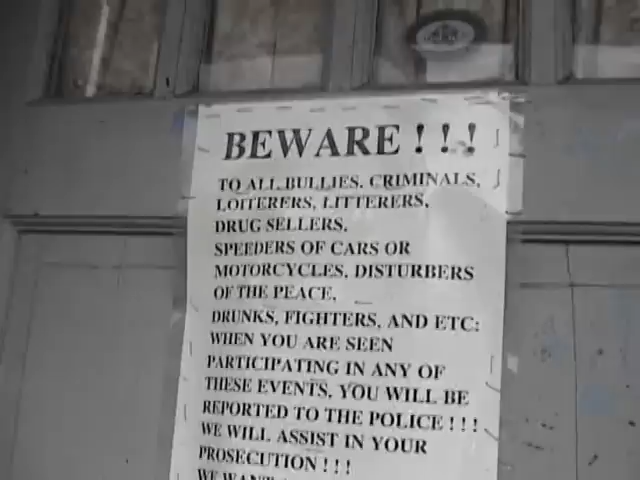 BEWARE ! ! !
TO ALL BULLIES, CRIMINALS,
LOITERERS, LITTERERS,
DRUG SELLERS,
SPEEDERS OF CARS OR
MOTORCYCLES, DISTURBERS
OF THE PEACE,
DRUNKS, FIGHTERS, AND ETC:
WHEN YOU ARE SEEN
PARTICIPATING IN ANY OF
THESE EVENTS, YOU WILL BE
REPORTED TO THE POLICE ! ! !
WE WILL ASSIST IN YOUR
PROSECUTION ! ! !
WE WANT